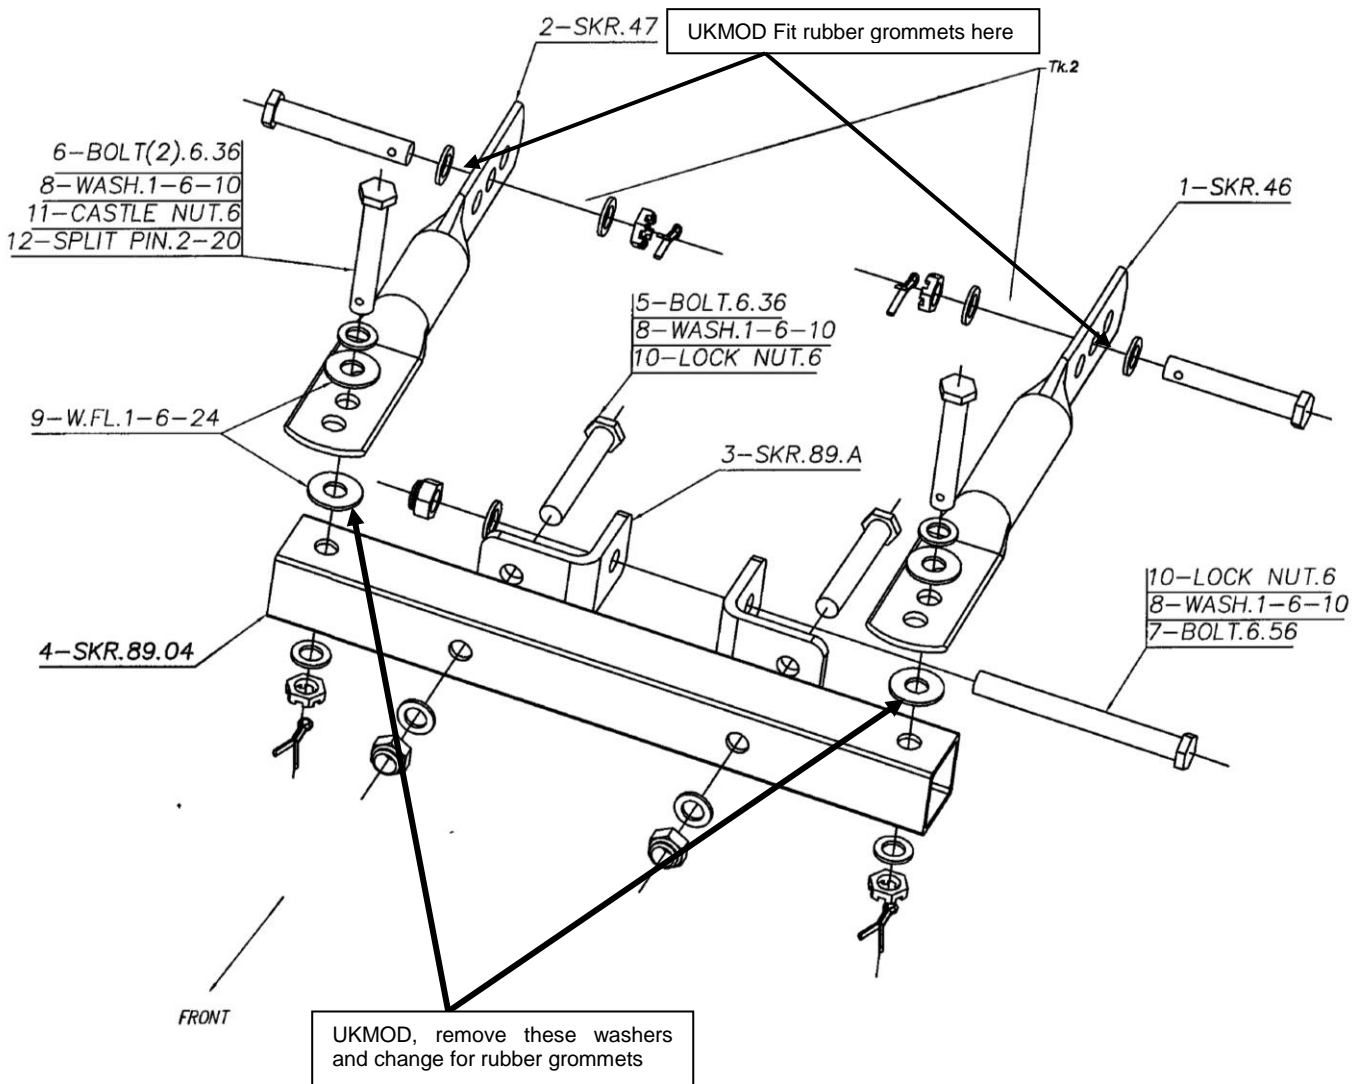 2-SKR.47
UKMOD Fit rubber grommets here
Tk.2
6-BOLT(2).6.36
8-WASH.1-6-10
11-CASTLE NUT.6
12-SPLIT PIN.2-20
1-SKR.46
5-BOLT.6.36
8-WASH.1-6-10
10-LOCK NUT.6
9-W.FL.1-6-24
3-SKR.89.A
10-LOCK NUT.6
8-WASH.1-6-10
7-BOLT.6.56
4-SKR.89.04
FRONT
UKMOD, remove these washers
and change for rubber grommets